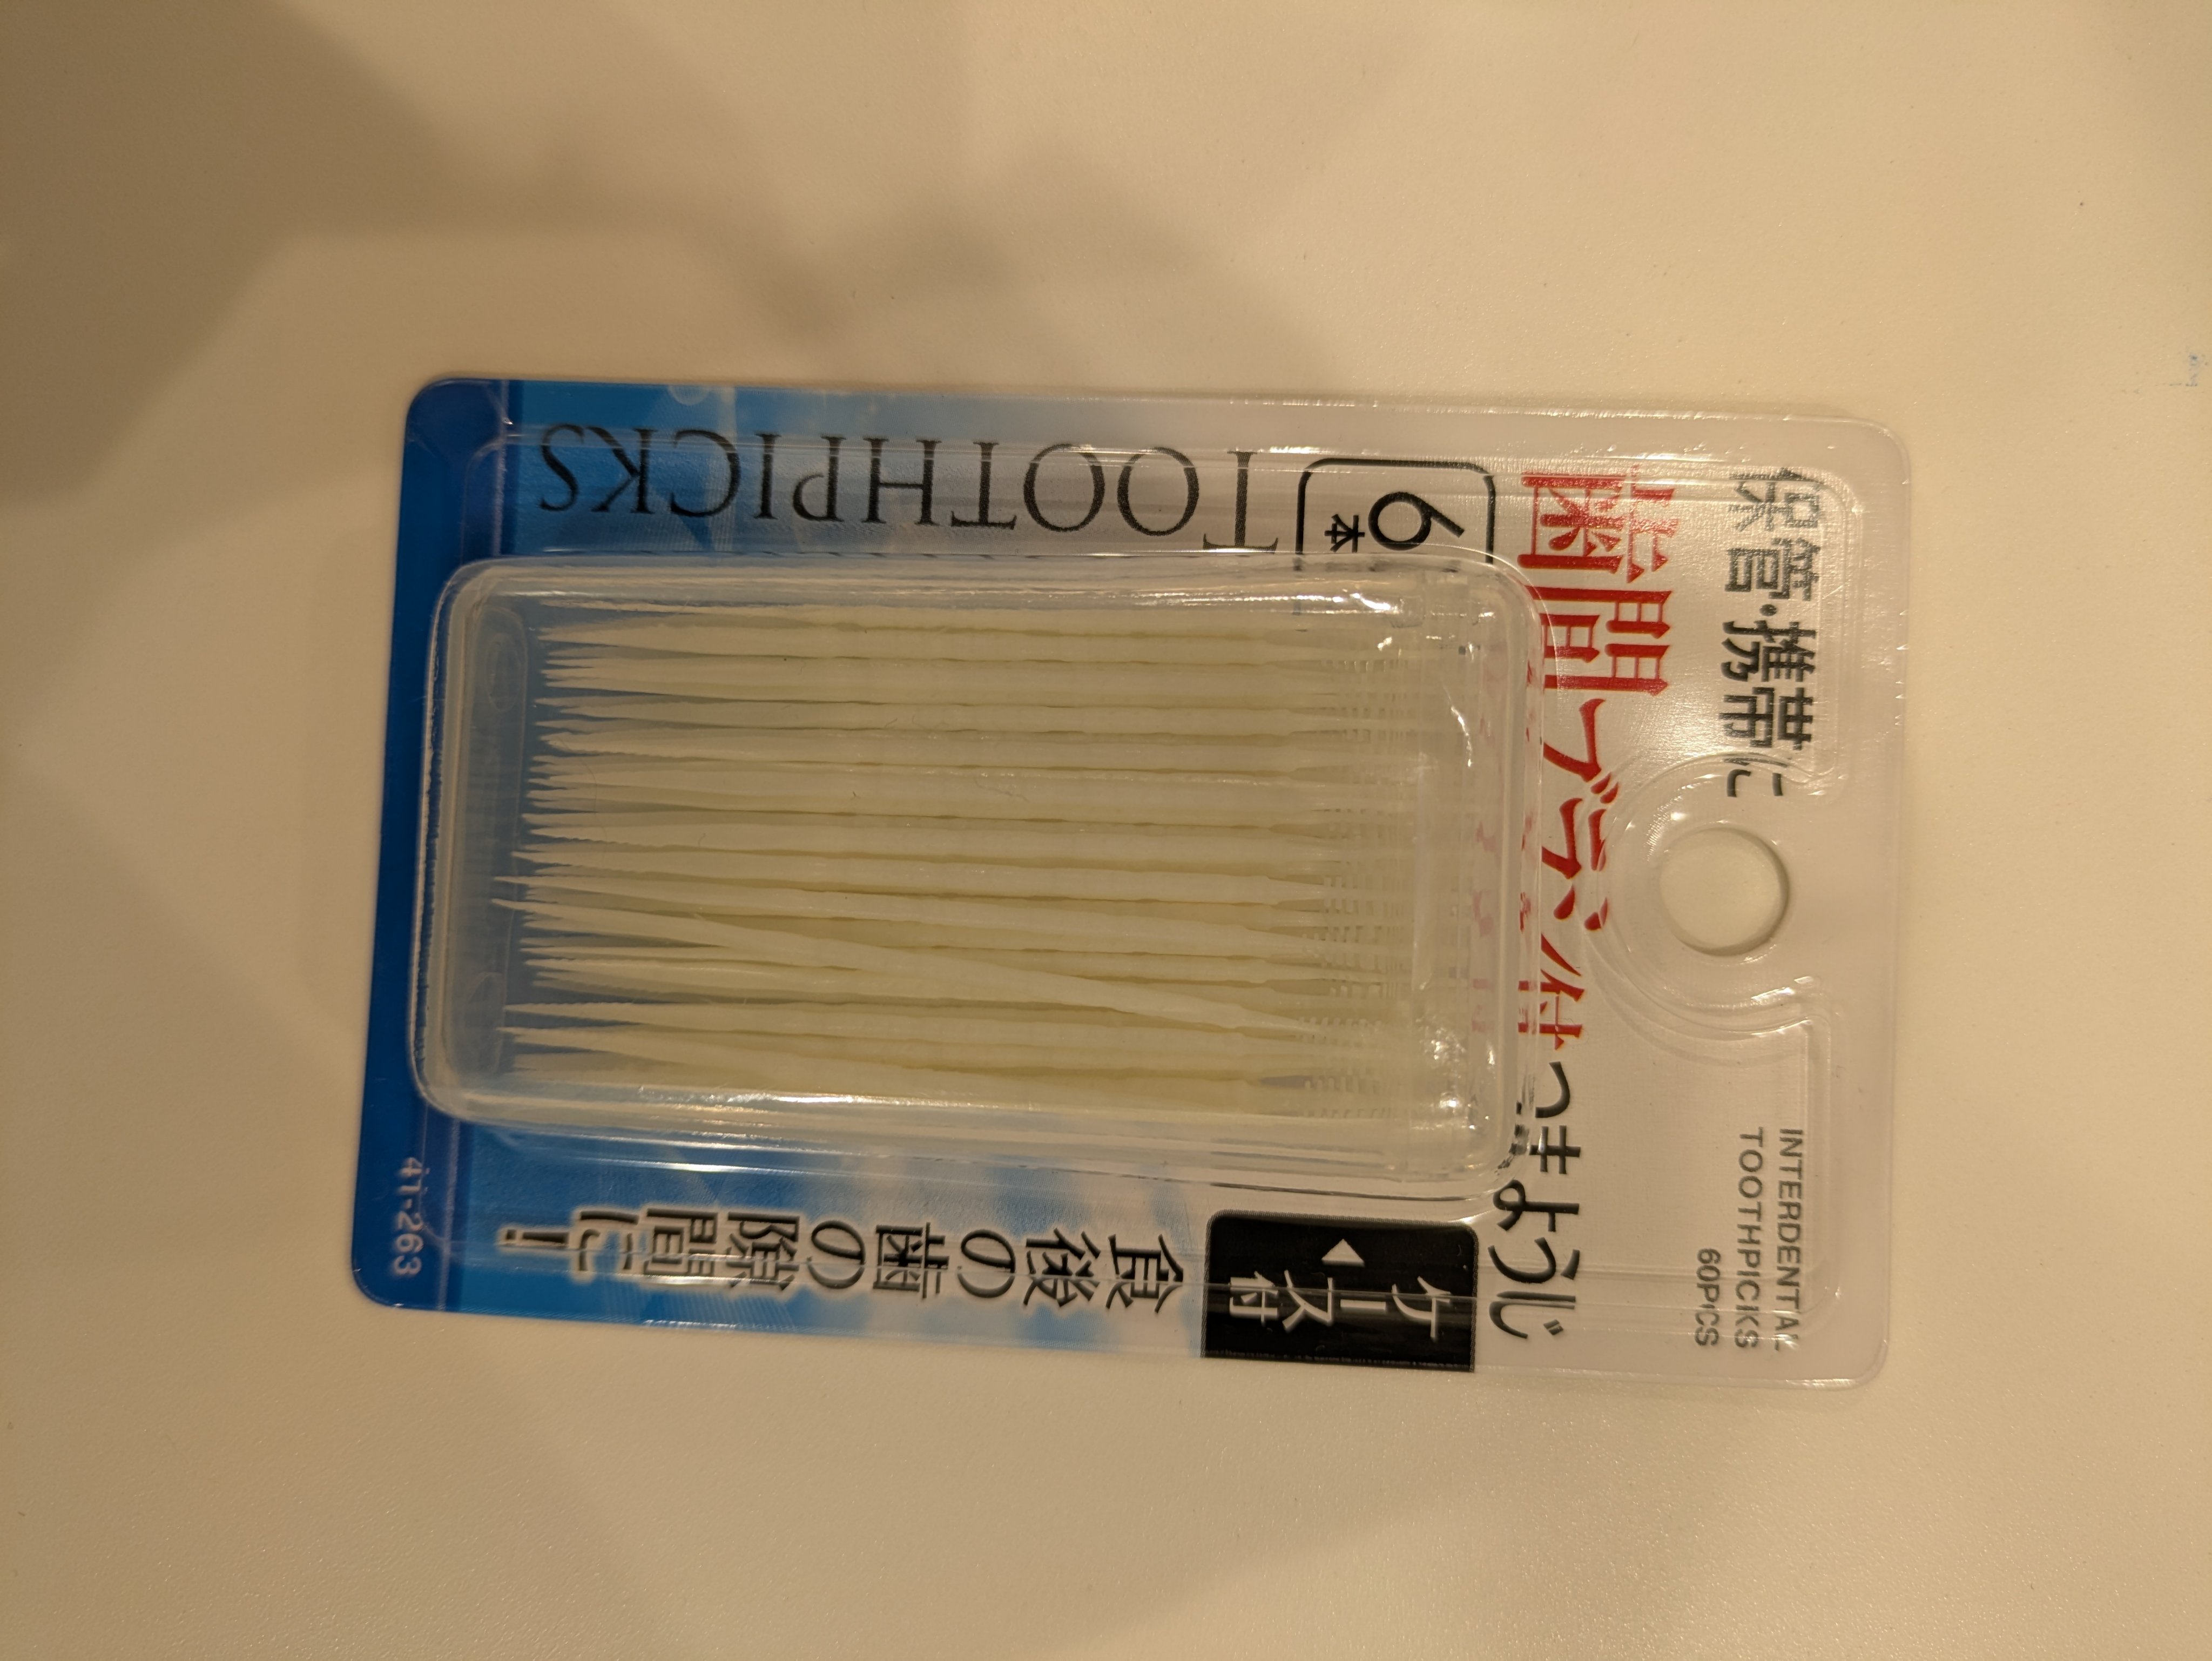 保管・携帯に
INTERDENTAL
TOOTHPICKS
60PCS
歯間ブラシ付つまようじ
6
本
ケース付
TOOTHPICKS
食後の歯の隙間に!
41-263